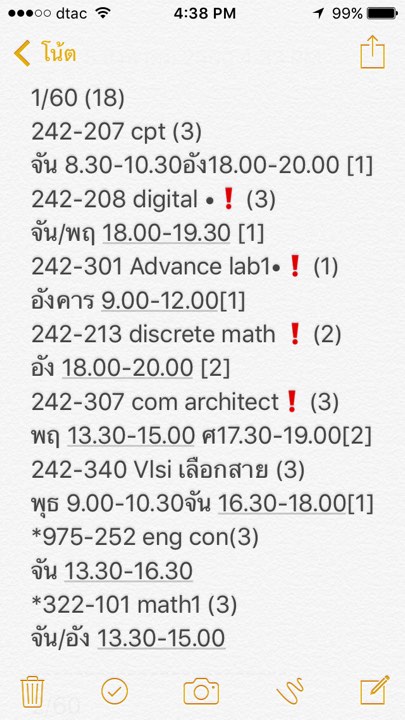 ●●●○○ dtac 4:38 PM 99%
โน้ต
1/60 (18)
242-207 cpt (3)
จัน 8.30-10.30อัง18.00-20.00 [1]
242-208 digital •❗ (3)
จัน/พฤ 18.00-19.30 [1]
242-301 Advance lab1•❗ (1)
อังคาร 9.00-12.00[1]
242-213 discrete math ❗ (2)
อัง 18.00-20.00 [2]
242-307 com architect❗ (3)
พฤ 13.30-15.00 ศ17.30-19.00[2]
242-340 Vlsi เลือกสาย (3)
พุธ 9.00-10.30จัน 16.30-18.00[1]
*975-252 eng con(3)
จัน 13.30-16.30
*322-101 math1 (3)
จัน/อัง 13.30-15.00